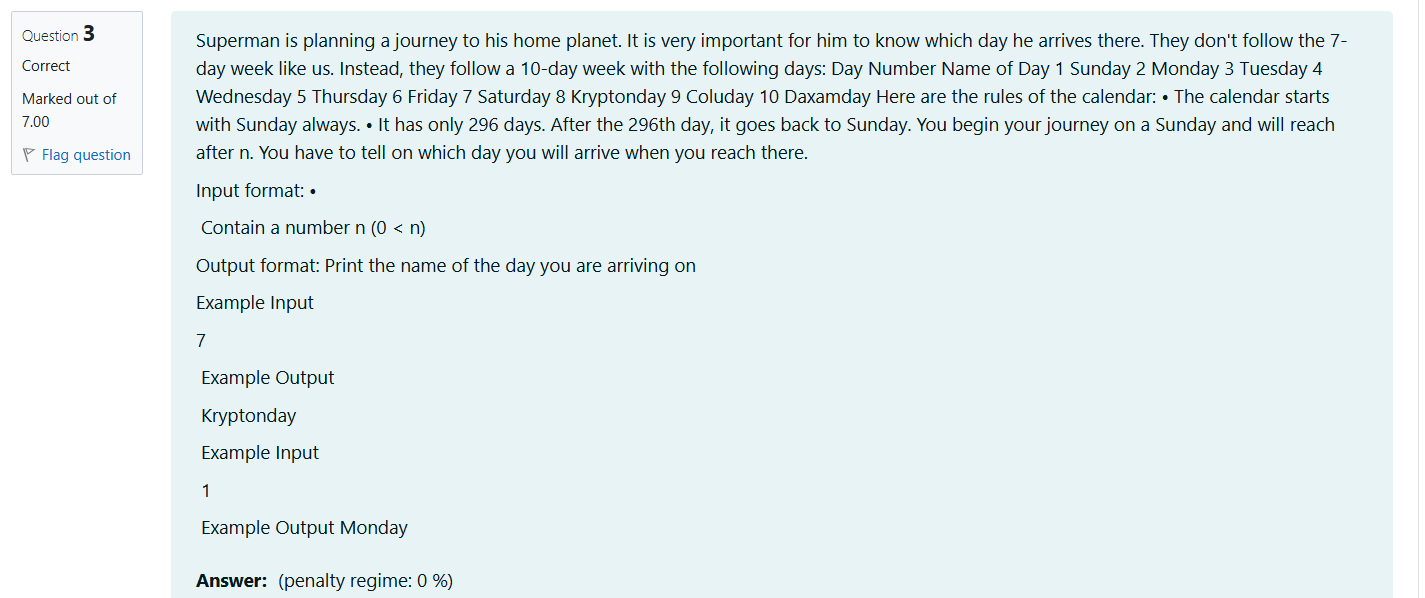 Question 3
Correct
Marked out of
7.00
Flag question
Superman is planning a journey to his home planet. It is very important for him to know which day he arrives there. They don't follow the 7-
day week like us. Instead, they follow a 10-day week with the following days: Day Number Name of Day 1 Sunday 2 Monday 3 Tuesday 4
Wednesday 5 Thursday 6 Friday 7 Saturday 8 Kryptonday 9 Coluday 10 Daxamday Here are the rules of the calendar: • The calendar starts
with Sunday always. • It has only 296 days. After the 296th day, it goes back to Sunday. You begin your journey on a Sunday and will reach
after n. You have to tell on which day you will arrive when you reach there.
Input format: •
Contain a number n (0 < n)
Output format: Print the name of the day you are arriving on
Example Input
7
Example Output
Kryptonday
Example Input
1
Example Output Monday
Answer: (penalty regime: 0 %)